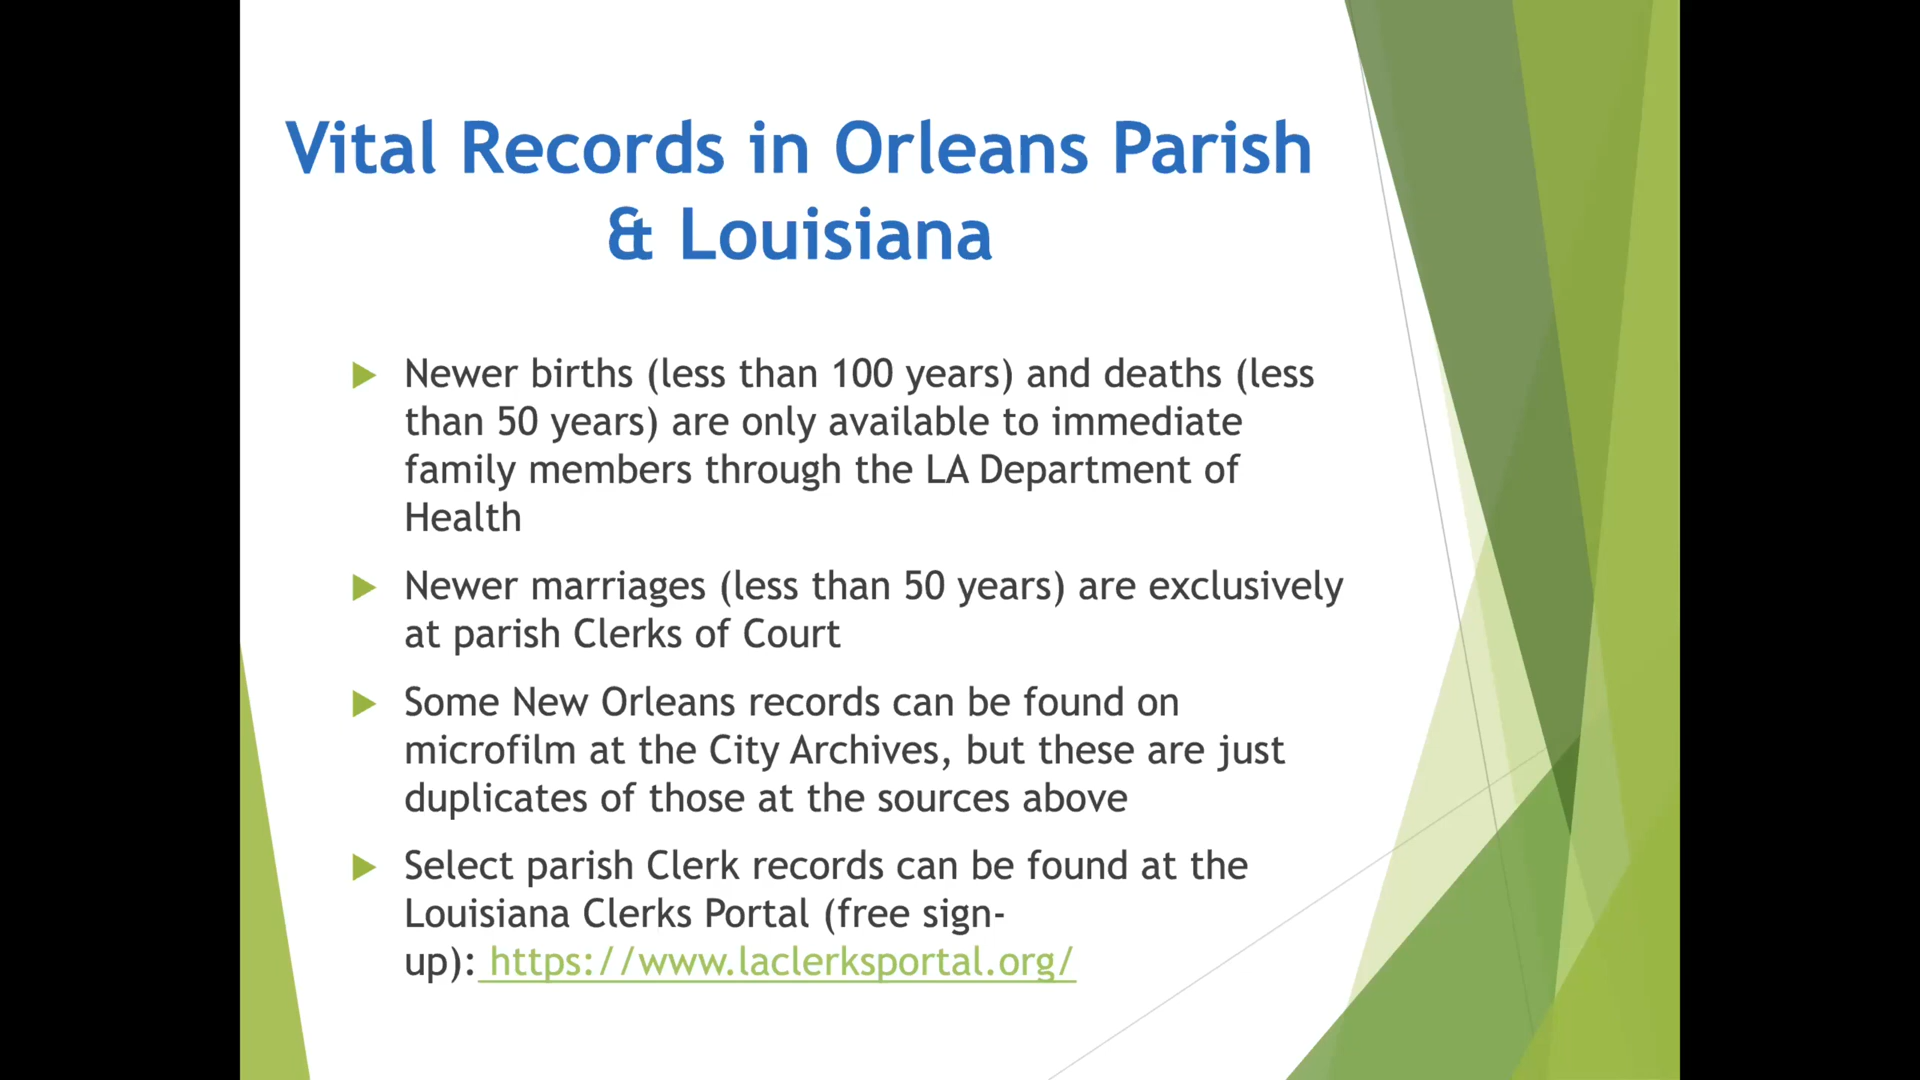 Vital Records in Orleans Parish
& Louisiana
Newer births (less than 100 years) and deaths (less
than 50 years) are only available to immediate
family members through the LA Department of
Health
Newer marriages (less than 50 years) are exclusively
at parish Clerks of Court
Some New Orleans records can be found on
microfilm at the City Archives, but these are just
duplicates of those at the sources above
Select parish Clerk records can be found at the
Louisiana Clerks Portal (free sign-
up): https://www.laclerksportal.org/